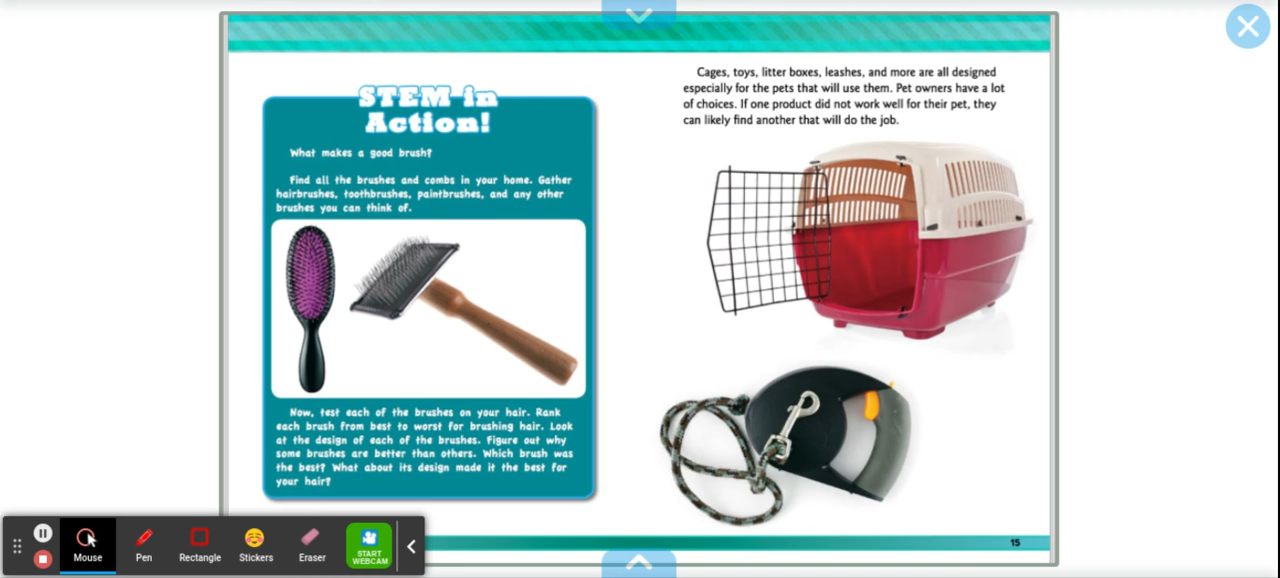 STEM in
Action!
What makes a good brush?
Find all the brushes and combs in your home. Gather
hairbrushes, toothbrushes, paintbrushes, and any other
brushes you can think of.
Now, test each of the brushes on your hair. Rank
each brush from best to worst for brushing hair. Look
at the design of each of the brushes. Figure out why
some brushes are better than others. Which brush was
the best? What about its design made it the best for
your hair?
Cages, toys, litter boxes, leashes, and more are all designed
especially for the pets that will use them. Pet owners have a lot
of choices. If one product did not work well for their pet, they
can likely find another that will do the job.
15
Mouse
Pen
Rectangle
Stickers
Eraser
START
WEBCAM